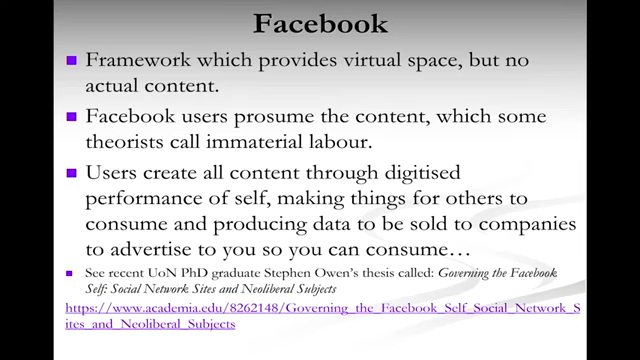 Facebook
Framework which provides virtual space, but no
actual content.
Facebook users prosume the content, which some
theorists call immaterial labour.
Users create all content through digitised
performance of self, making things for others to
consume and producing data to be sold to companies
to advertise to you so you can consume…
See recent UoN PhD graduate Stephen Owen's thesis called: Governing the Facebook
Self: Social Network Sites and Neoliberal Subjects
https://www.academia.edu/8262148/Governing_the_Facebook_Self_Social_Network_S
ites_and_Neoliberal_Subjects